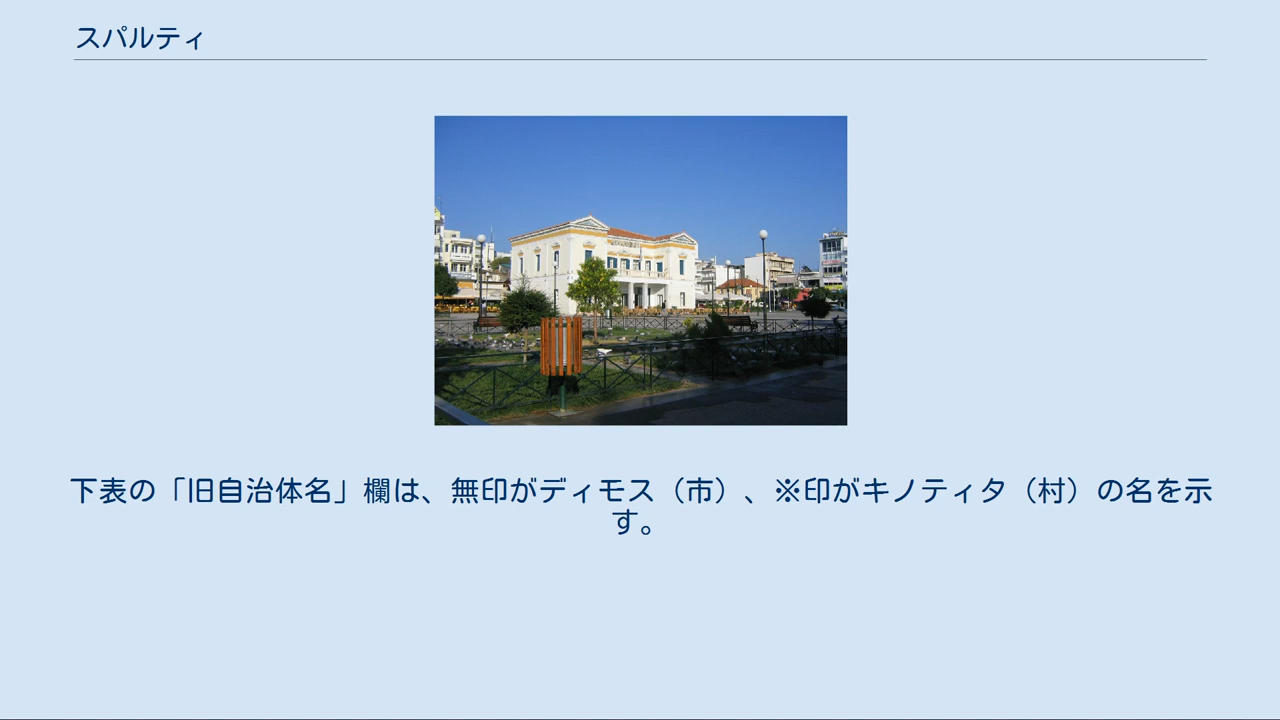 スパルティ
下表の「旧自治体名」欄は、無印がディモス（市）、※印がキノティタ（村）の名を示
す。